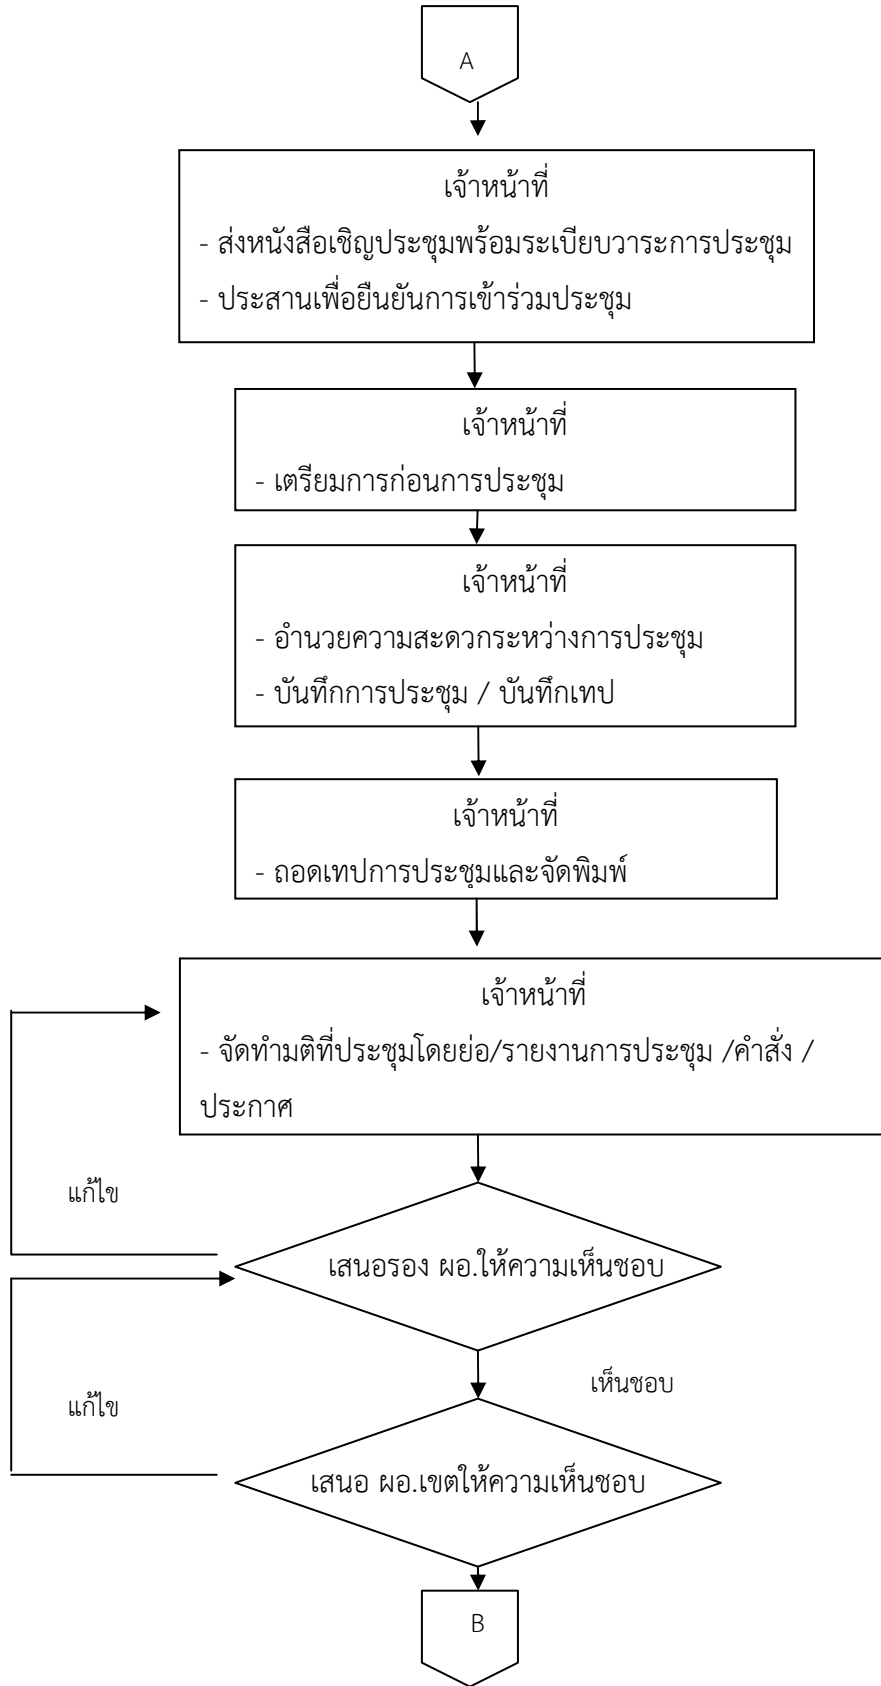 A
เจ้าหน้าที่
- ส่งหนังสือเชิญประชุมพร้อมระเบียบวาระการประชุม
- ประสานเพื่อยืนยันการเข้าร่วมประชุม
เจ้าหน้าที่
- เตรียมการก่อนการประชุม
เจ้าหน้าที่
- อำนวยความสะดวกระหว่างการประชุม
- บันทึกการประชุม / บันทึกเทป
เจ้าหน้าที่
- ถอดเทปการประชุมและจัดพิมพ์
เจ้าหน้าที่
- จัดทำมติที่ประชุมโดยย่อ/รายงานการประชุม /คำสั่ง /
ประกาศ
แก้ไข
เสนอรอง ผอ.ให้ความเห็นชอบ
เห็นชอบ
แก้ไข
เสนอ ผอ.เขตให้ความเห็นชอบ
B